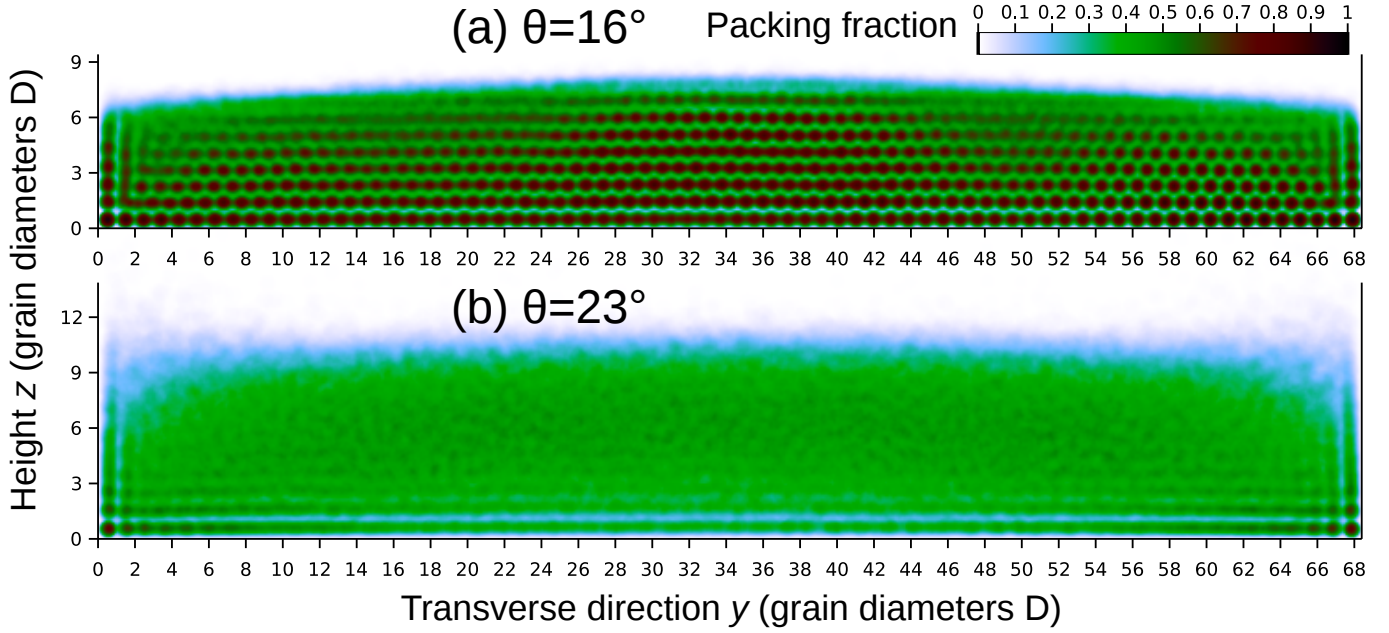 (a) θ=16° Packing fraction
0 0.1 0.2 0.3 0.4 0.5 0.6 0.7 0.8 0.9 1
9
6
3
0
0 2 4 6 8 10 12 14 16 18 20 22 24 26 28 30 32 34 36 38 40 42 44 46 48 50 52 54 56 58 60 62 64 66 68
Height z (grain diameters D)
(b) θ=23°
12
9
6
3
0
0 2 4 6 8 10 12 14 16 18 20 22 24 26 28 30 32 34 36 38 40 42 44 46 48 50 52 54 56 58 60 62 64 66 68
Transverse direction y (grain diameters D)